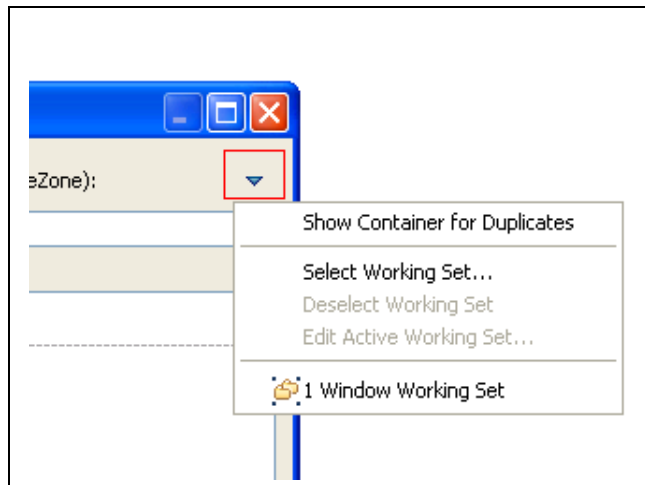 eZone):
Show Container for Duplicates
Select Working Set...
Deselect Working Set
Edit Active Working Set...
1 Window Working Set